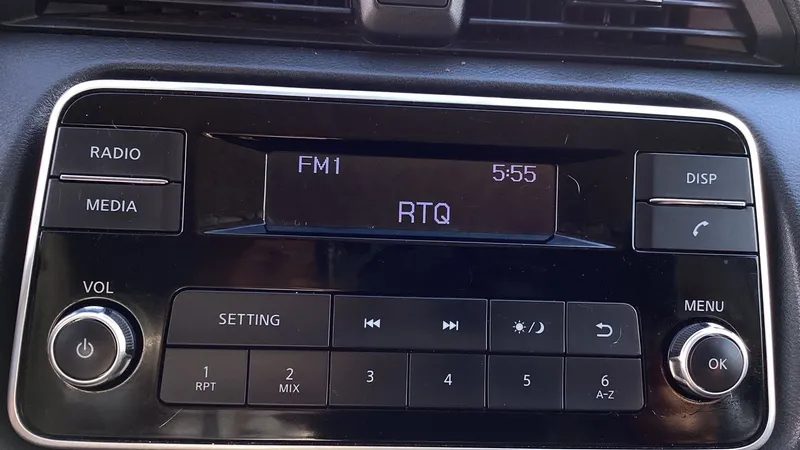 RADIO
MEDIA
FM1 5:55
RTQ
DISP
VOL
MENU
SETTING
OK
1
RPT
2
MIX
3
4
5
6
A-Z